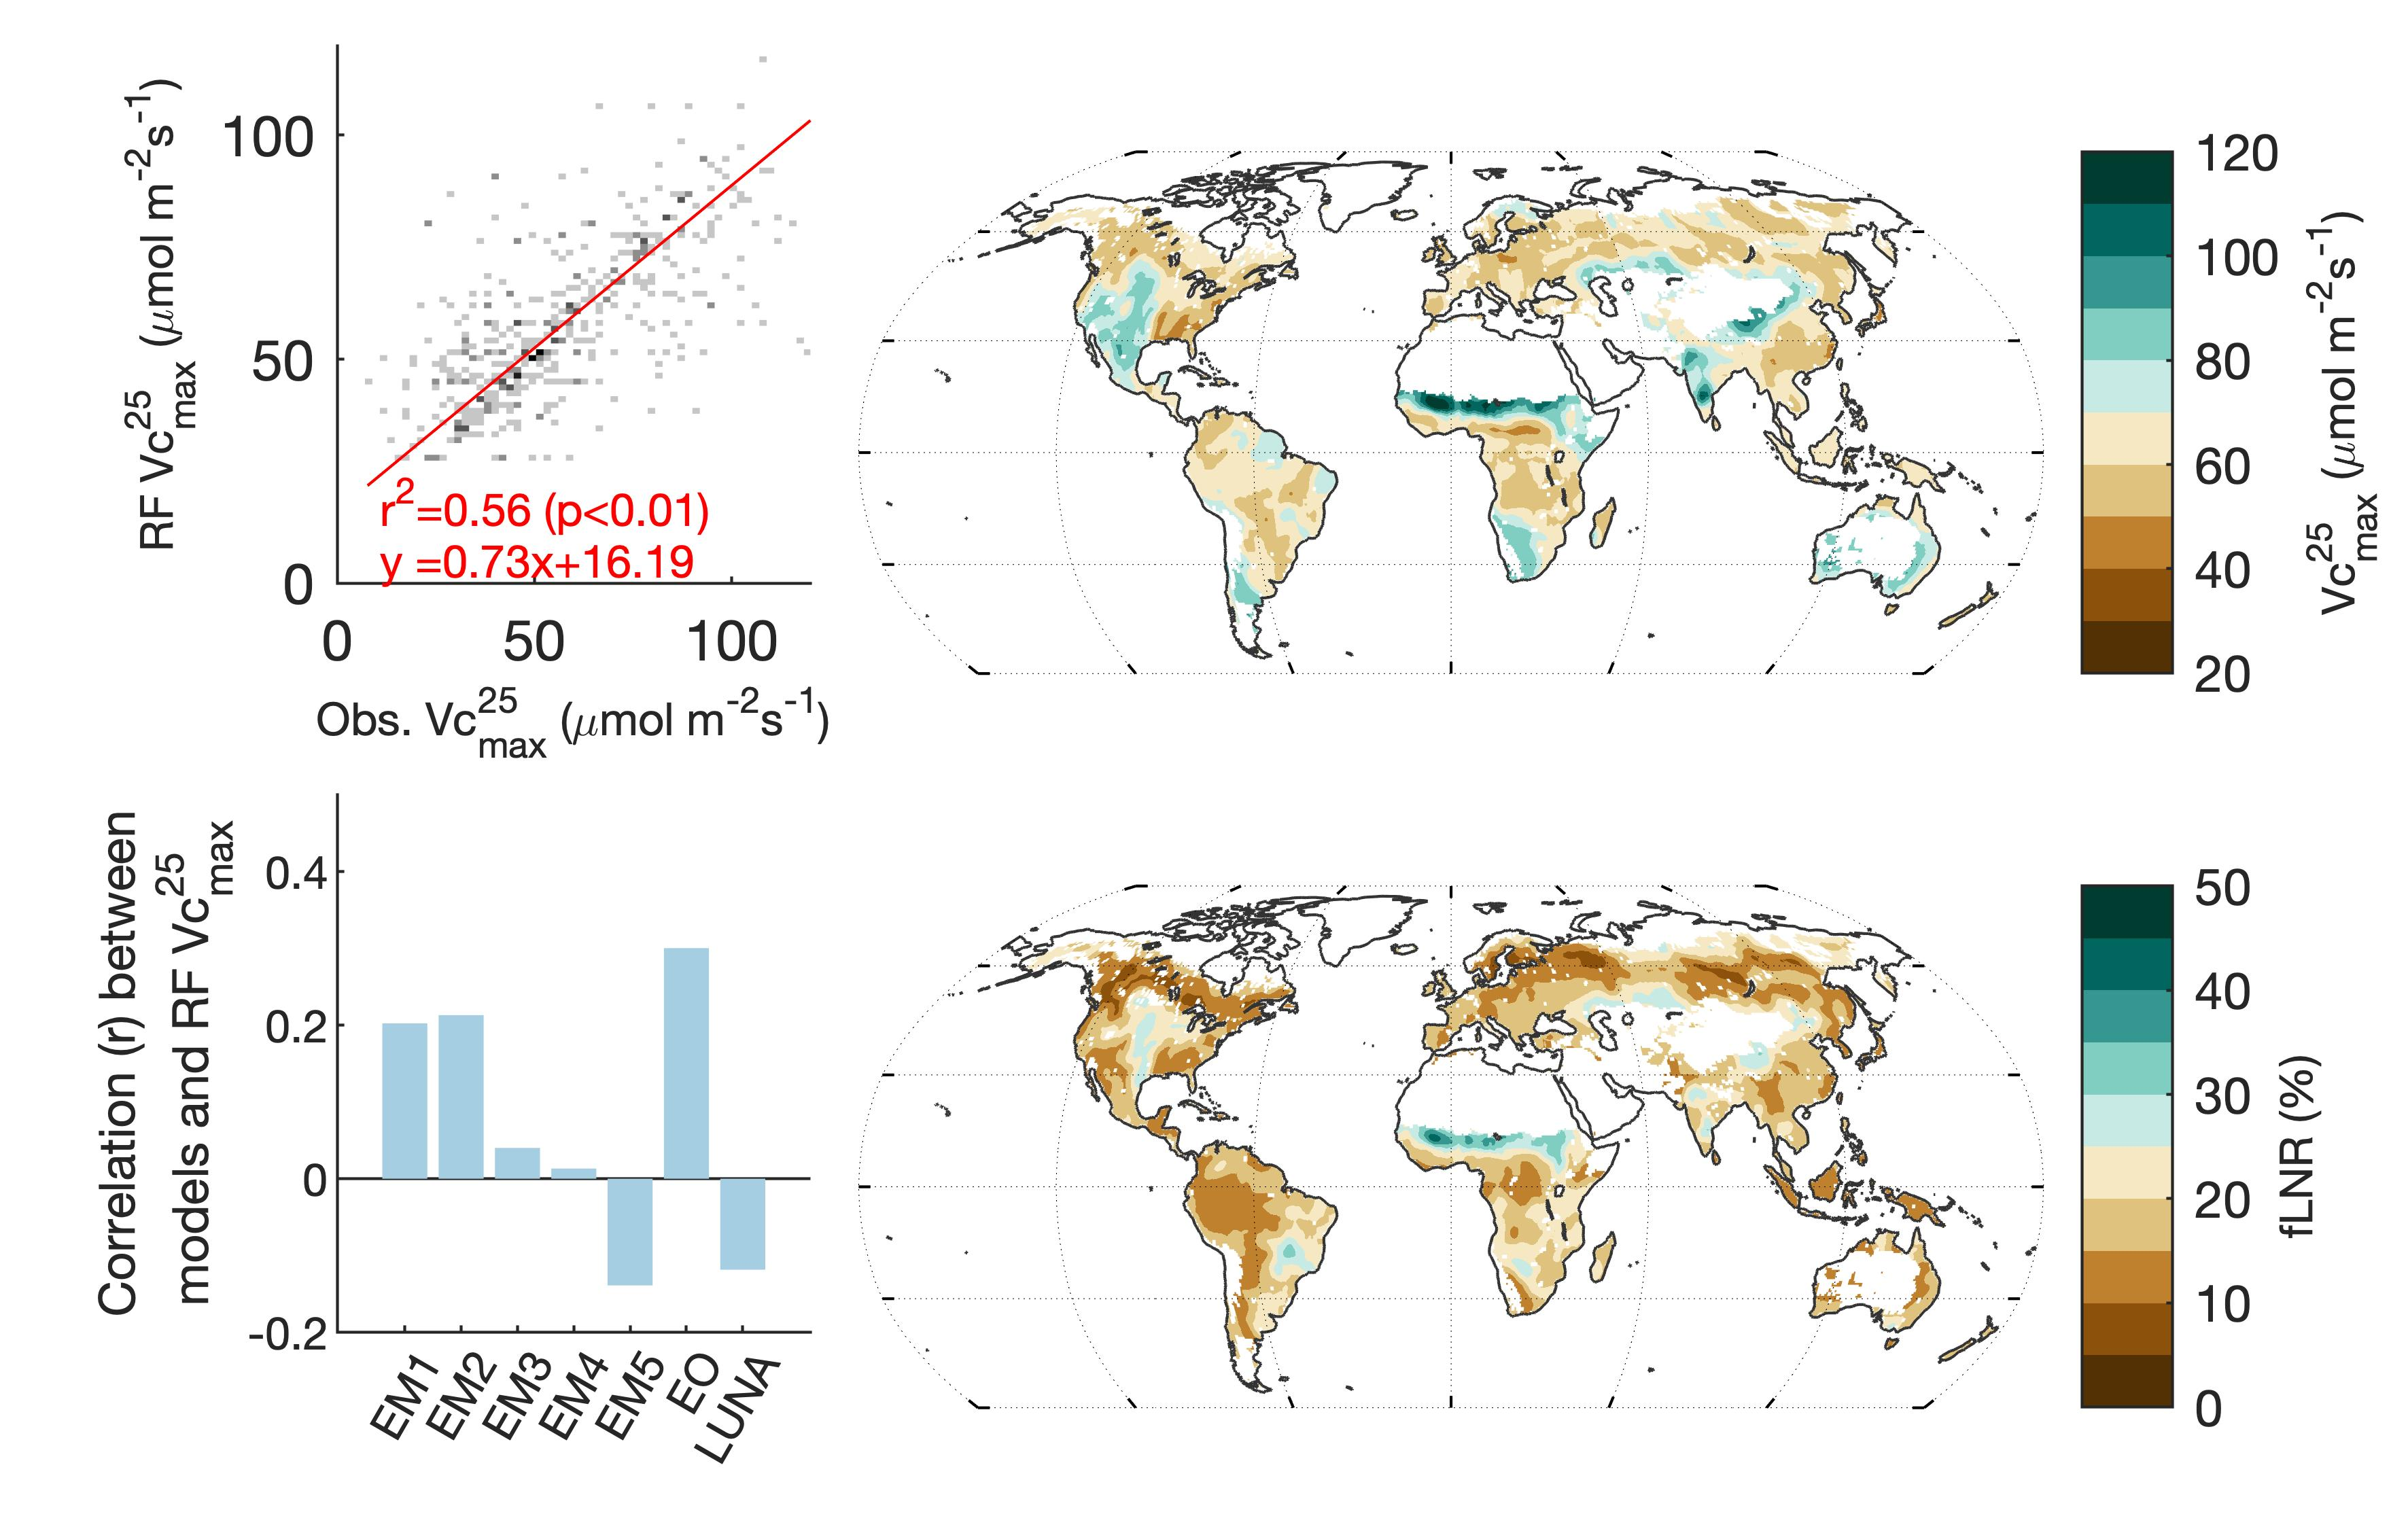 RF Vc25max (μmol m-2s-1)
100
50
0
r2=0.56 (p<0.01)
y =0.73x+16.19
0 50 100
Obs. Vc25max (μmol m-2s-1)
120
100
80
60
40
20
Vc25max (μmol m-2s-1)
Correlation (r) between
models and RF Vc25max
0.4
0.2
0
-0.2
EM1 EM2 EM3 EM4 EM5 EO LUNA
50
40
30
20
10
0
fLNR (%)